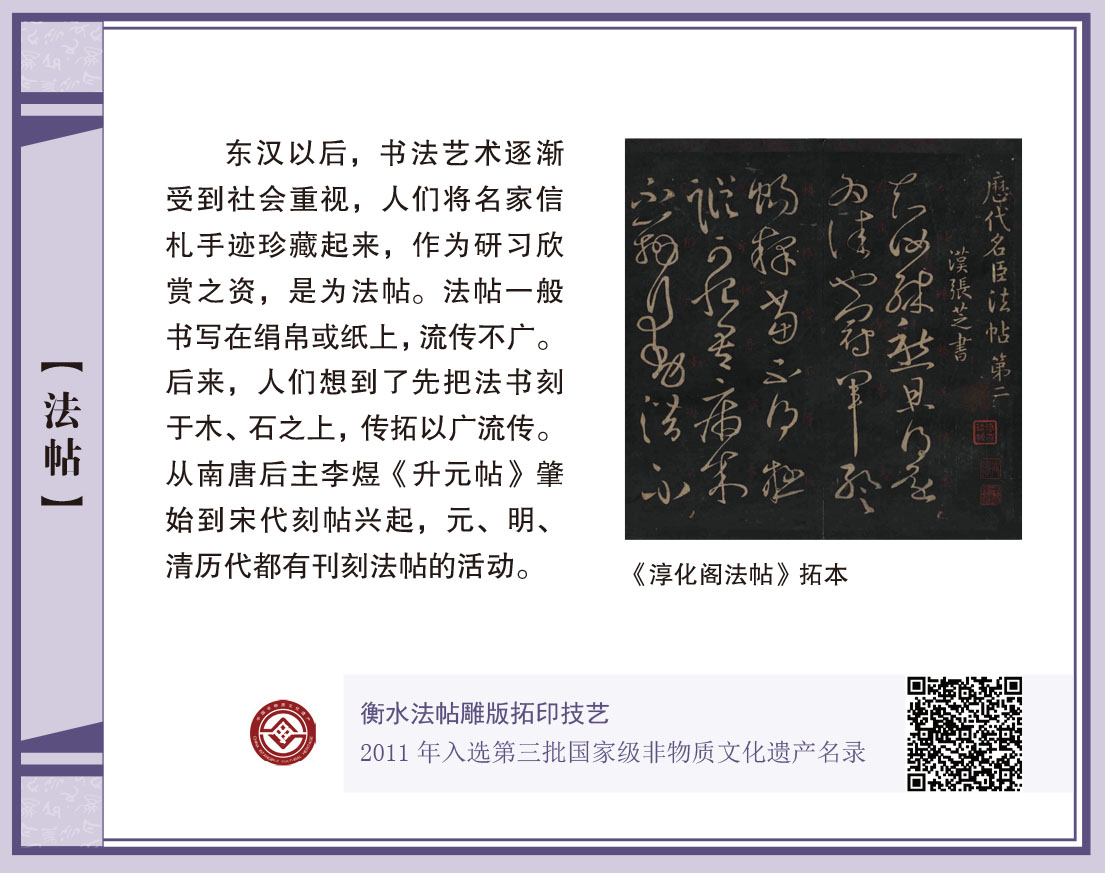 【法帖】
东汉以后，书法艺术逐渐
受到社会重视，人们将名家信
札手迹珍藏起来，作为研习欣
赏之资，是为法帖。法帖一般
书写在绢帛或纸上，流传不广。
后来，人们想到了先把法书刻
于木、石之上，传拓以广流传。
从南唐后主李煜《升元帖》肇
始到宋代刻帖兴起，元、明、
清历代都有刊刻法帖的活动。
歷代名臣法帖第二
漢張芝書
《淳化阁法帖》拓本
衡水法帖雕版拓印技艺
2011 年入选第三批国家级非物质文化遗产名录